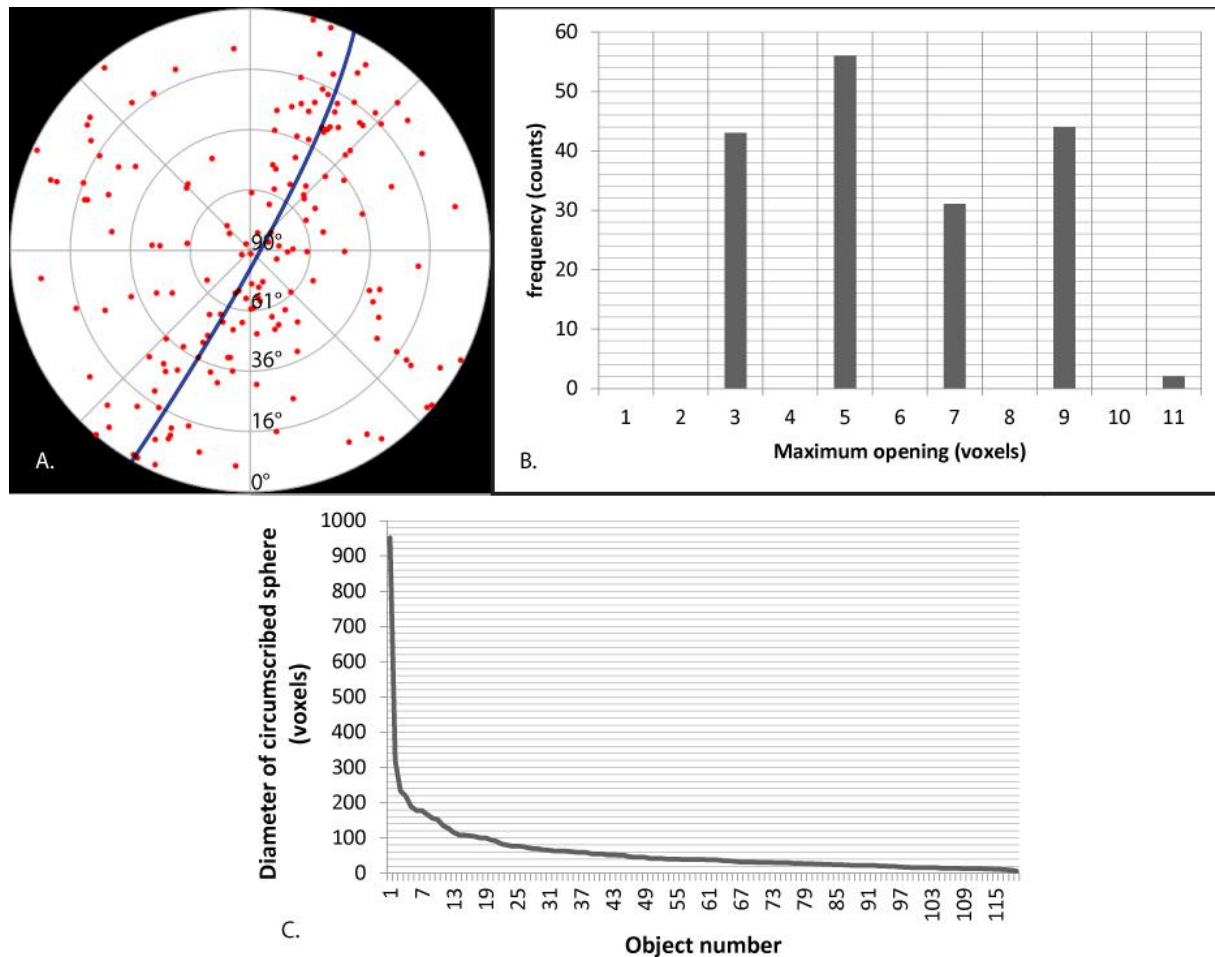 90°
61°
36°
16°
0°
A.
60
50
40
30
20
10
0
frequency (counts)
1 2 3 4 5 6 7 8 9 10 11
Maximum opening (voxels)
B.
1000
900
800
700
600
500
400
300
200
100
0
Diameter of circumscribed sphere
(voxels)
1 7 13 19 25 31 37 43 49 55 61 67 73 79 85 91 97 103 109 115
Object number
C.